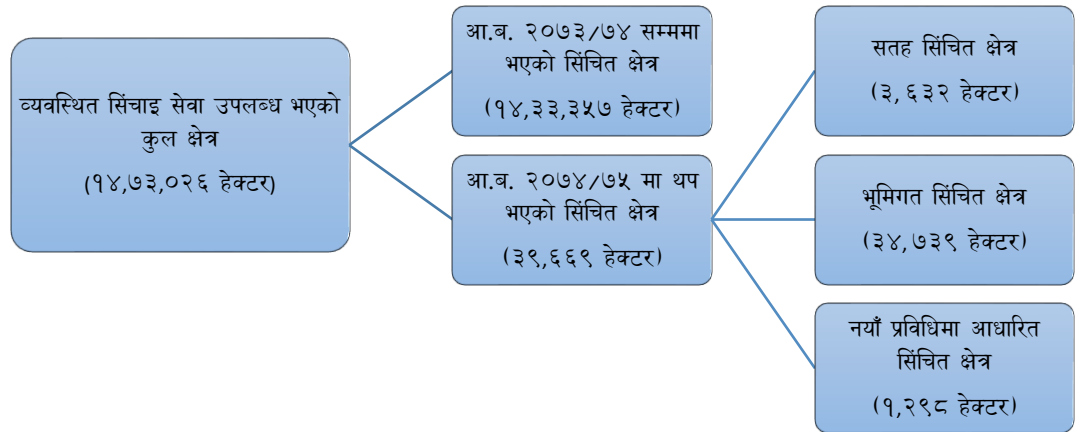 व्यवस्थित सिंचाइ सेवा उपलब्ध भएको
कुल क्षेत्र
(१४,७३,०२६ हेक्टर)
आ.ब. २०७३/७४ सम्ममा
भएको सिंचित क्षेत्र
(१४,३३,३५७ हेक्टर)
आ.ब. २०७४/७५ मा थप
भएको सिंचित क्षेत्र
(३९,६६९ हेक्टर)
सतह सिंचित क्षेत्र
(३,६३२ हेक्टर)
भूमिगत सिंचित क्षेत्र
(३४,७३९ हेक्टर)
नयाँ प्रविधिमा आधारित
सिंचित क्षेत्र
(१,२९८ हेक्टर)